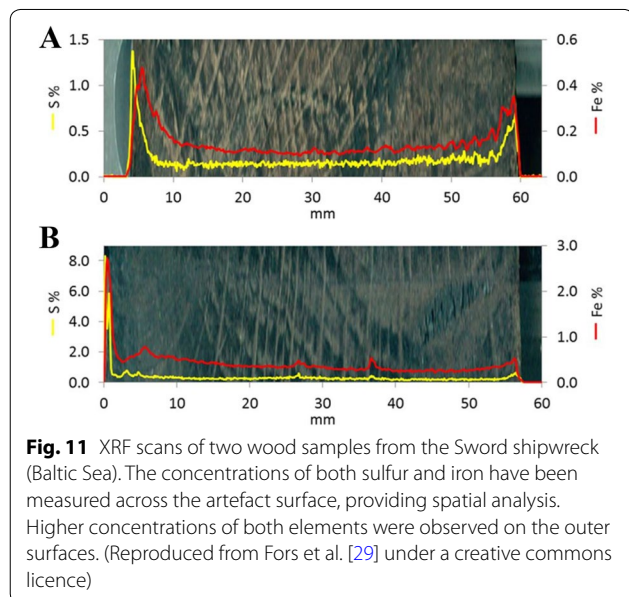 A
1.5
1.0
0.5
0.0
S %
0.6
0.4
0.2
0.0
Fe %
0 10 20 30 40 50 60
mm
B
8.0
6.0
4.0
2.0
0.0
S %
3.0
2.0
1.0
0.0
Fe %
0 10 20 30 40 50 60
mm
Fig. 11 XRF scans of two wood samples from the Sword shipwreck
(Baltic Sea). The concentrations of both sulfur and iron have been
measured across the artefact surface, providing spatial analysis.
Higher concentrations of both elements were observed on the outer
surfaces. (Reproduced from Fors et al. [29] under a creative commons
licence)